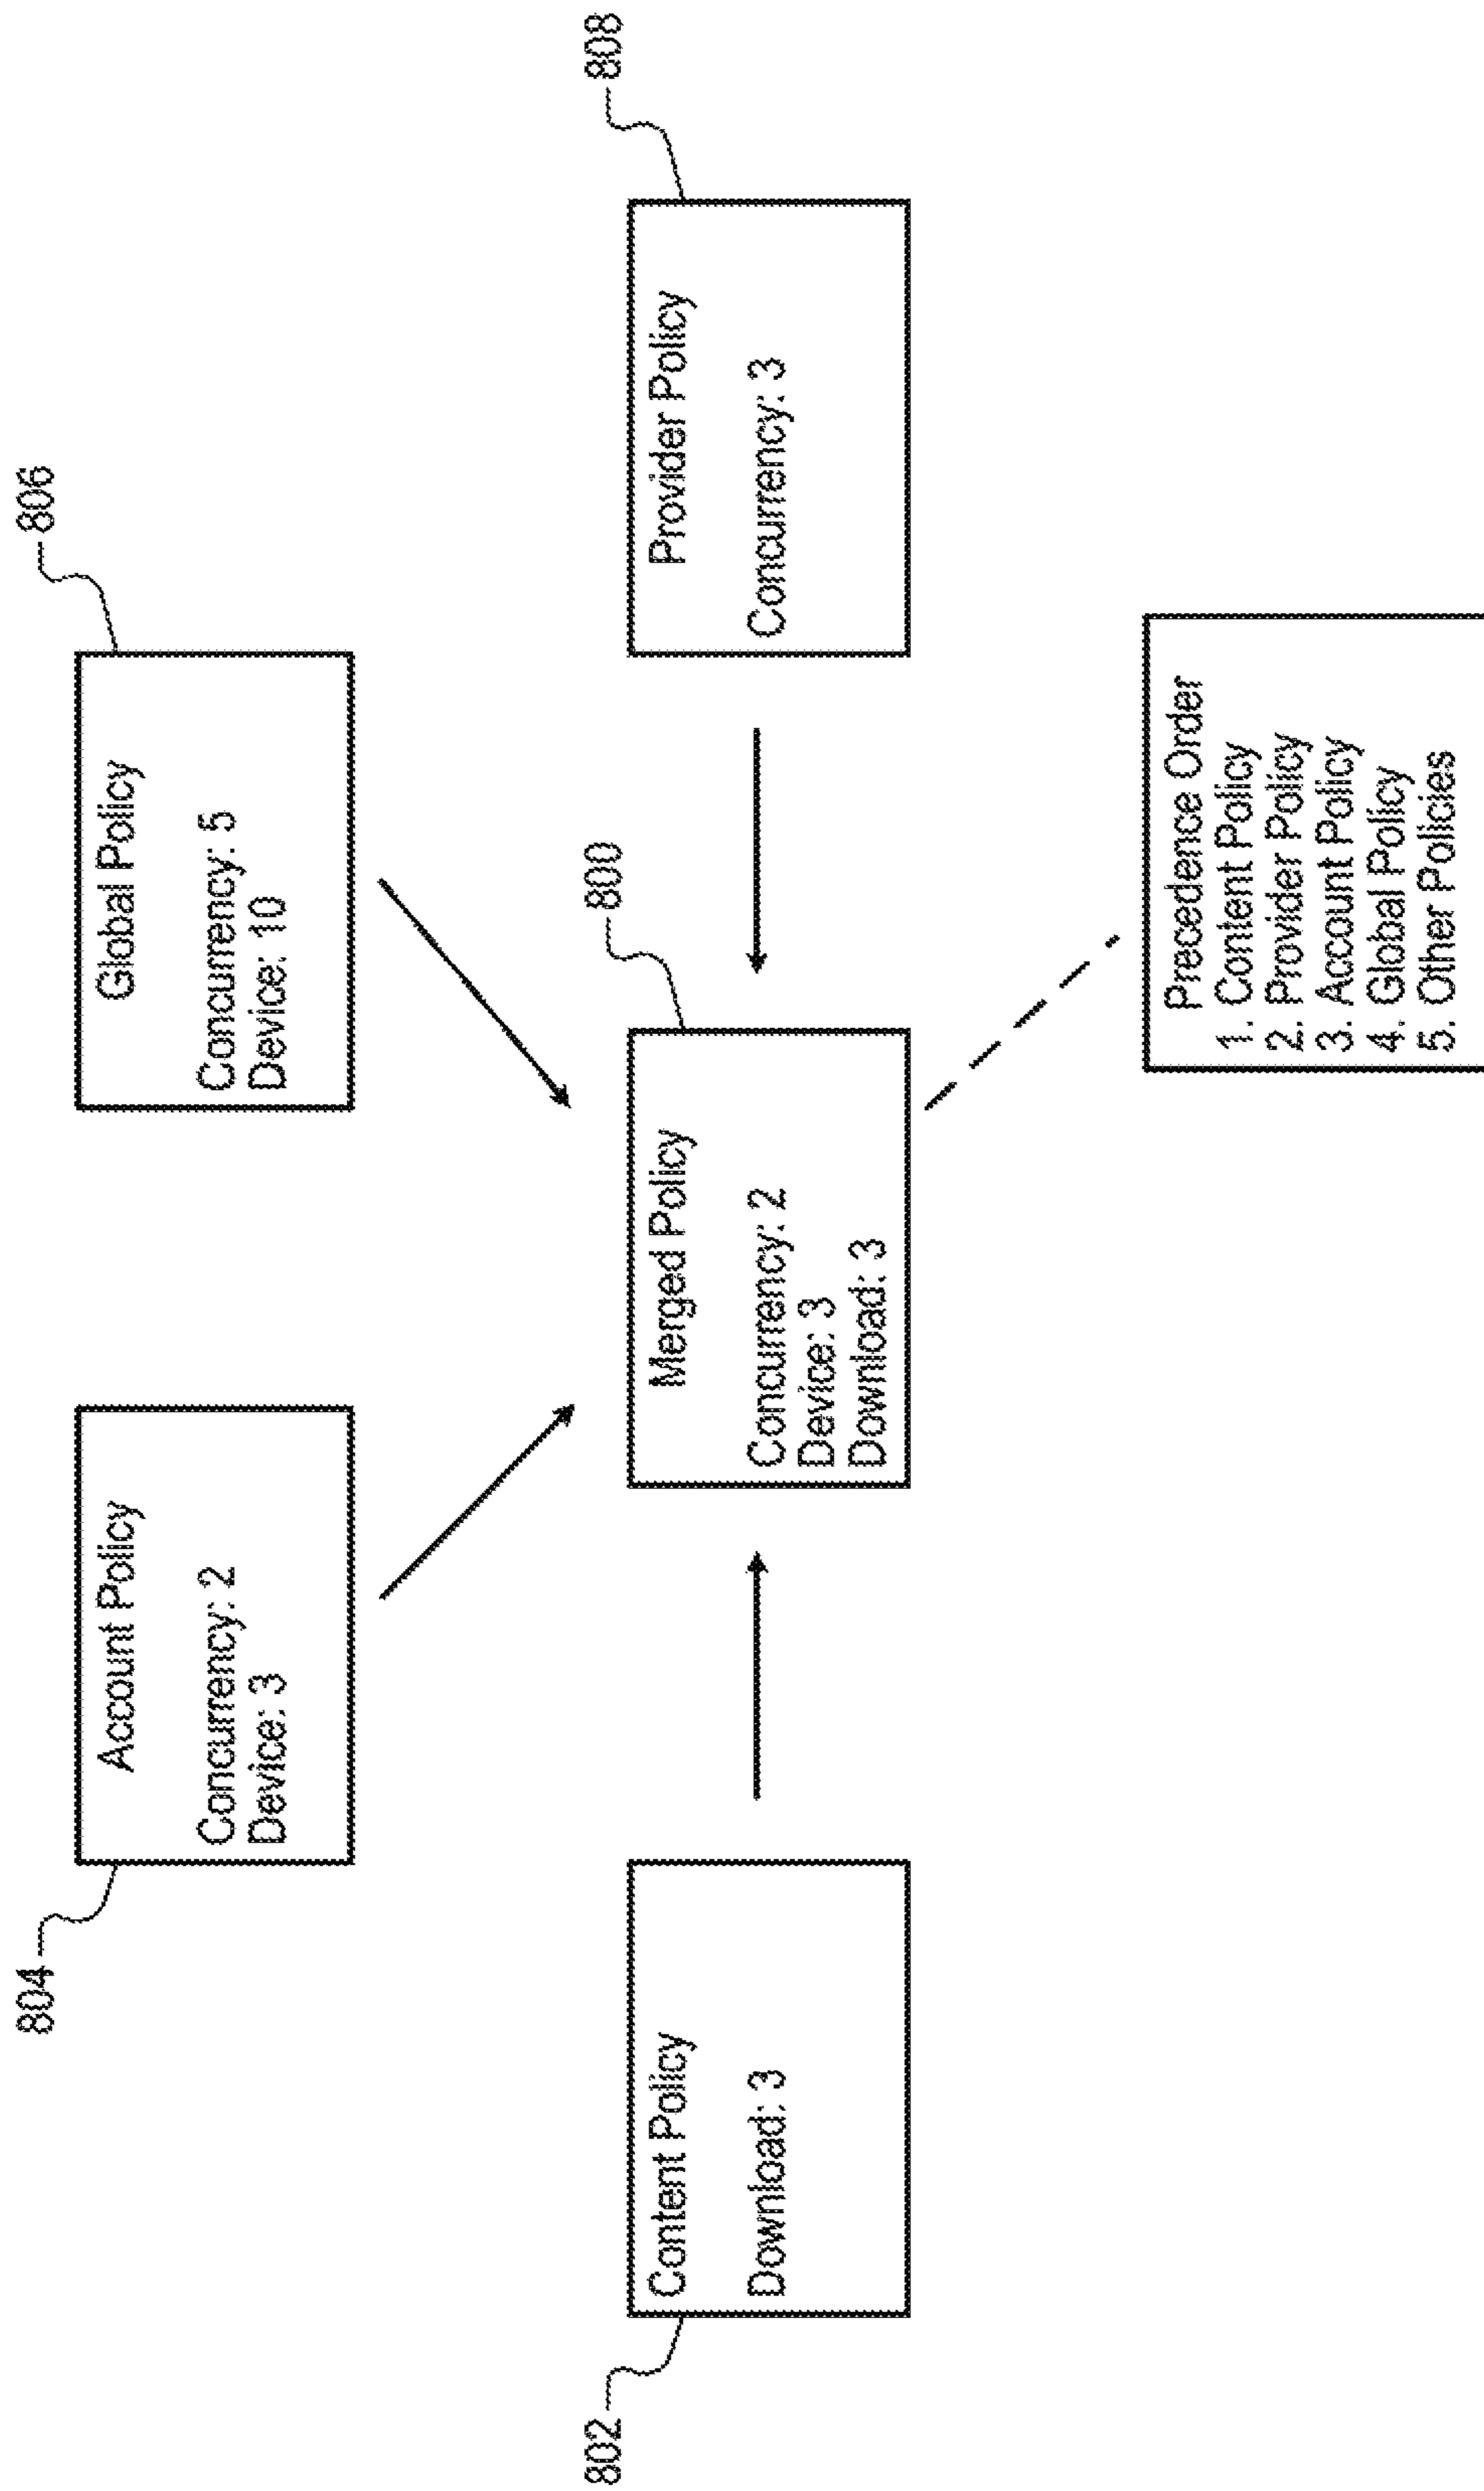 804
Account Policy
Concurrency: 2
Device: 3
806
Global Policy
Concurrency: 5
Device: 10
802
Content Policy
Download: 3
800
Merged Policy
Concurrency: 2
Device: 3
Download: 3
808
Provider Policy
Concurrency: 3
Precedence Order
1. Content Policy
2. Provider Policy
3. Account Policy
4. Global Policy
5. Other Policies